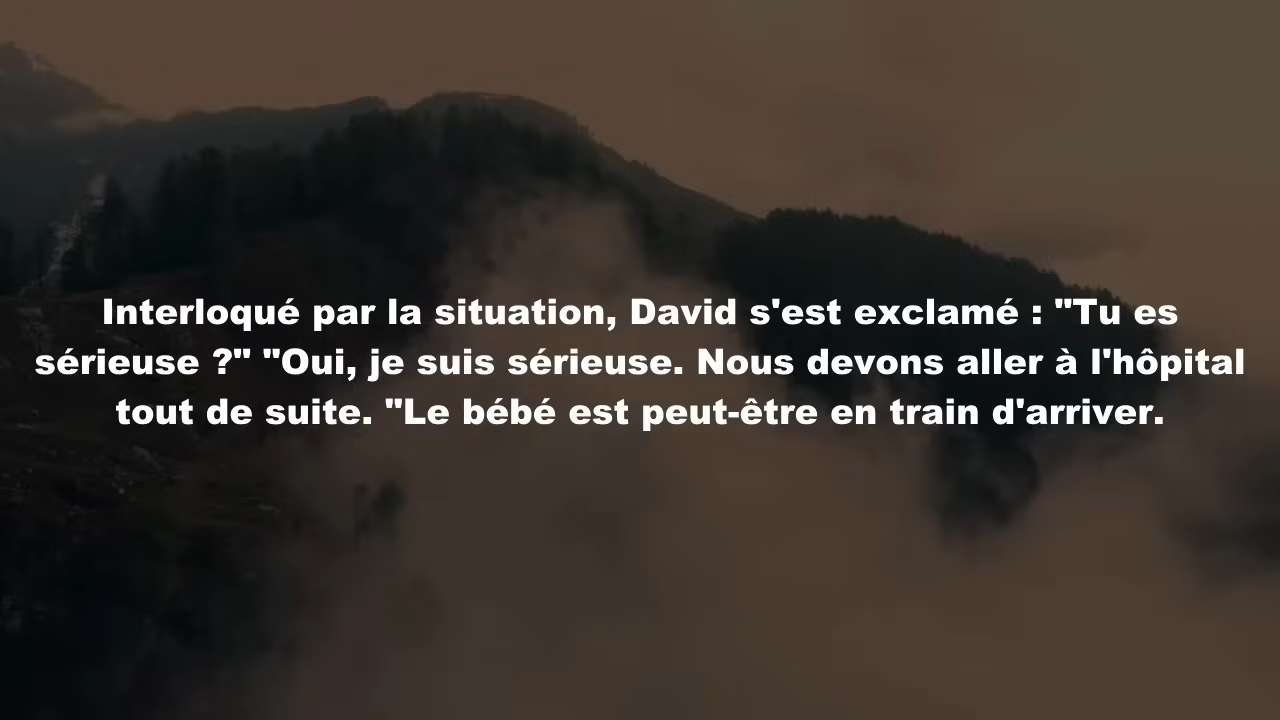 Interloqué par la situation, David s'est exclamé : "Tu es
sérieuse ?" "Oui, je suis sérieuse. Nous devons aller à l'hôpital
tout de suite. "Le bébé est peut-être en train d'arriver.